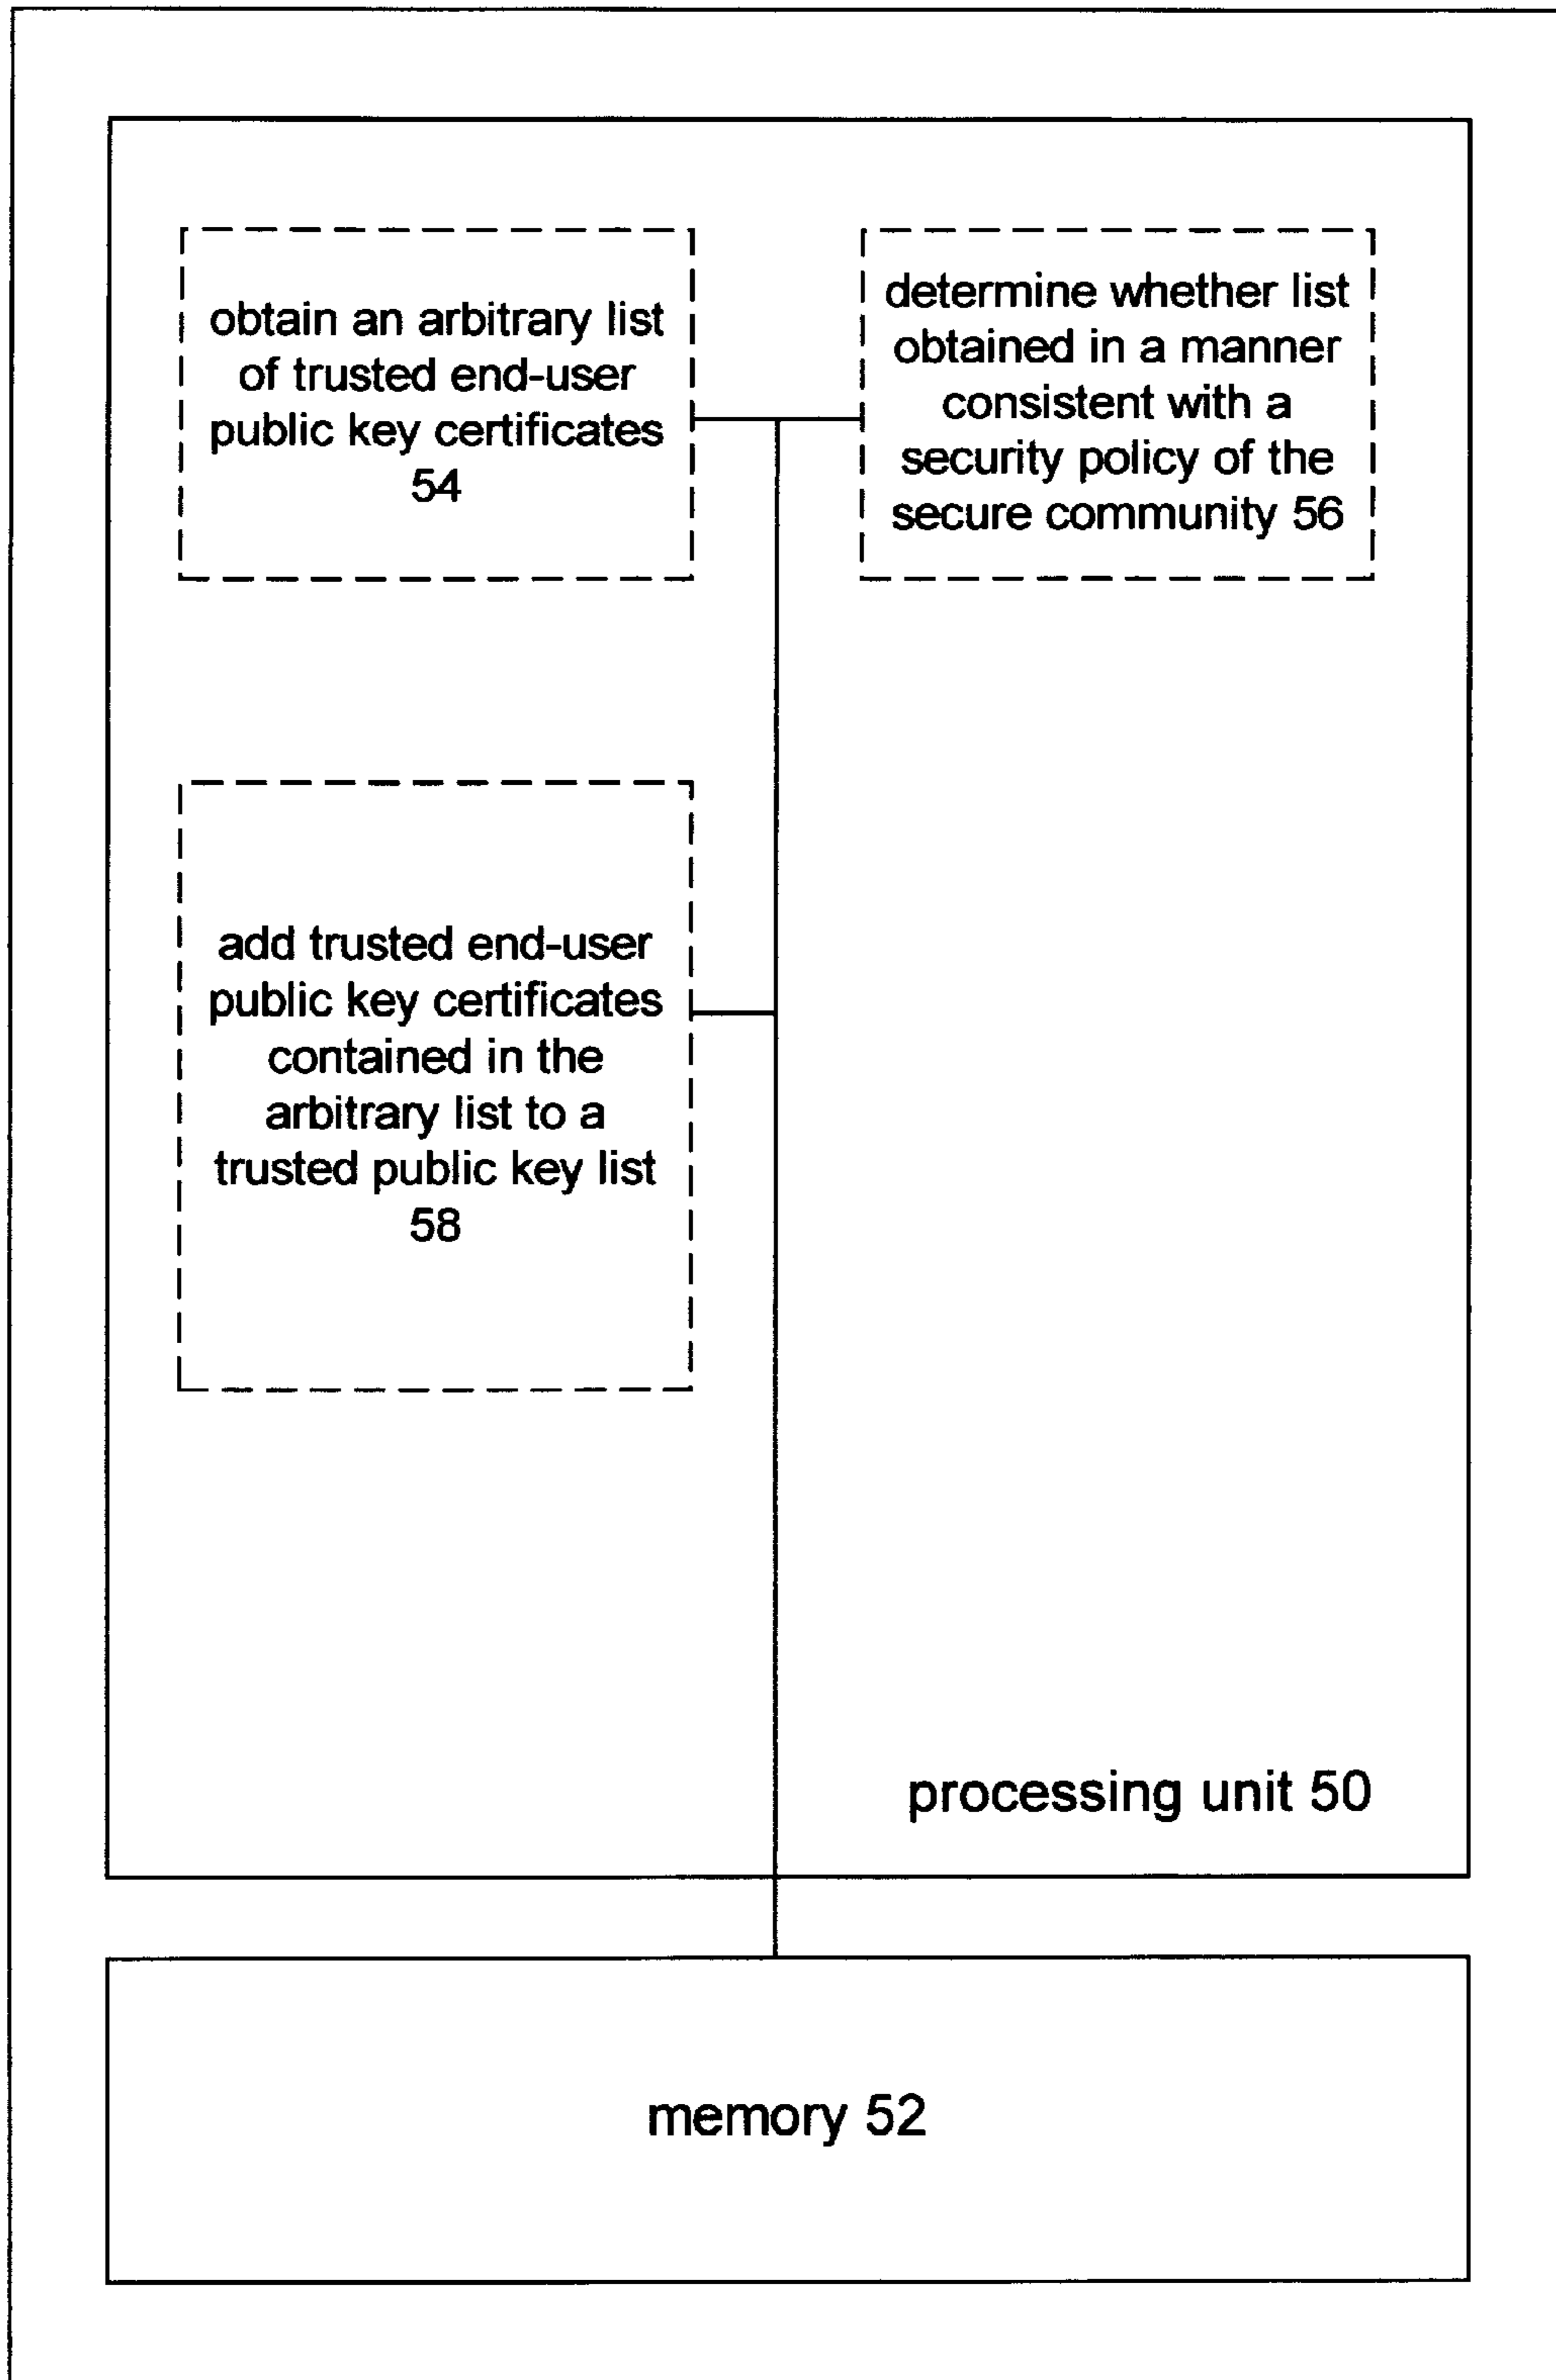 obtain an arbitrary list
of trusted end-user
public key certificates
54
determine whether list
obtained in a manner
consistent with a
security policy of the
secure community 56
add trusted end-user
public key certificates
contained in the
arbitrary list to a
trusted public key list
58
processing unit 50
memory 52